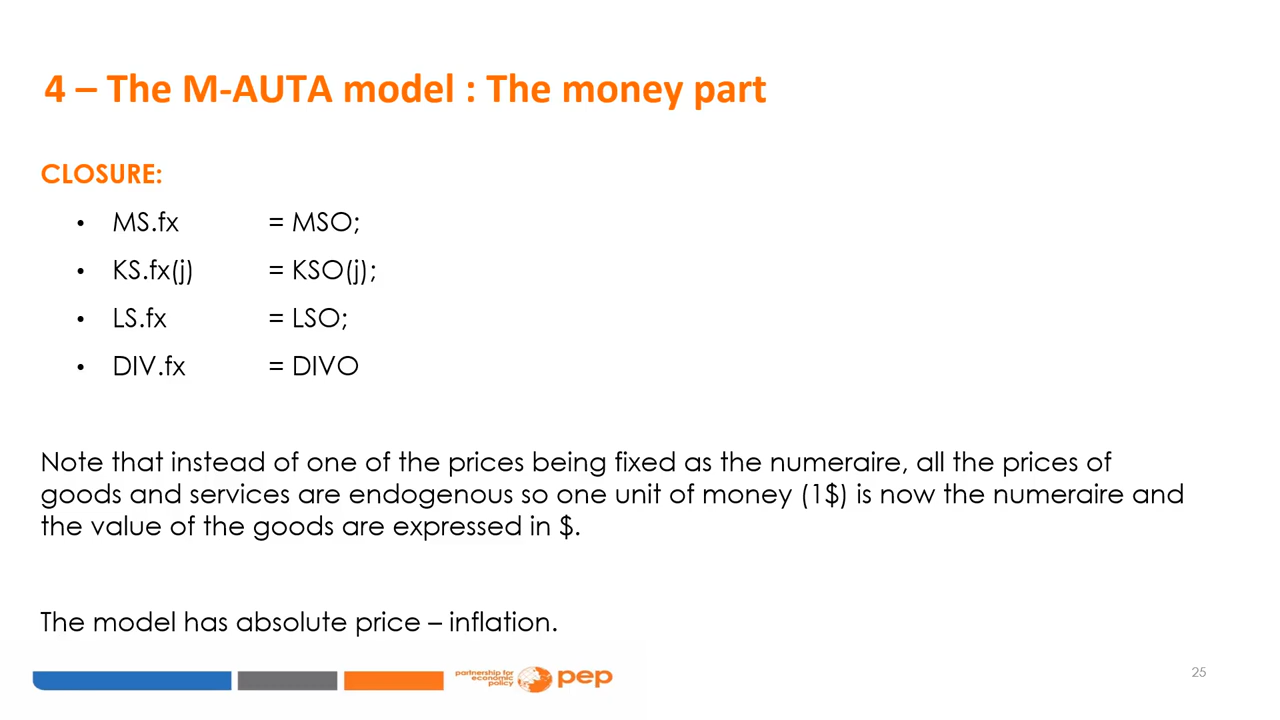 4 – The M-AUTA model : The money part
CLOSURE:
• MS.fx = MSO;
• KS.fx(j) = KSO(j);
• LS.fx = LSO;
• DIV.fx = DIVO
Note that instead of one of the prices being fixed as the numeraire, all the prices of
goods and services are endogenous so one unit of money (1$) is now the numeraire and
the value of the goods are expressed in $.
The model has absolute price – inflation.
partnership for
economic
policy
pep
25